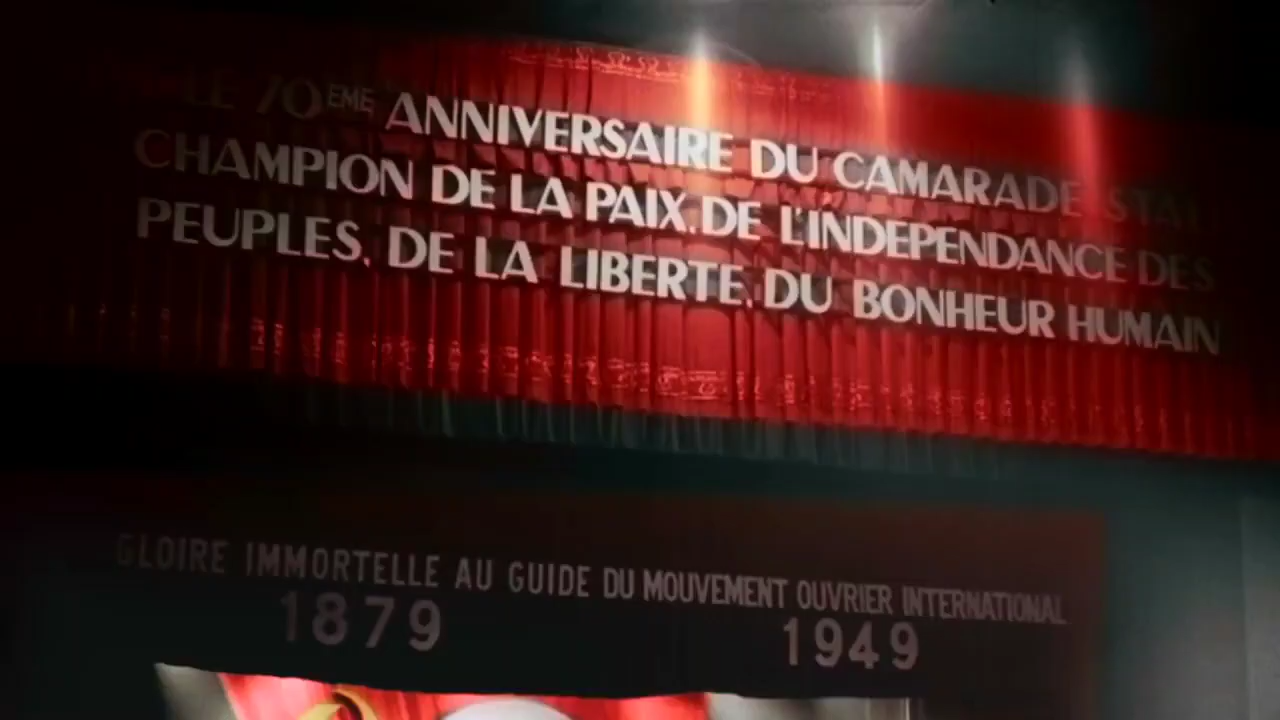 LE 70EME ANNIVERSAIRE DU CAMARADE
CHAMPION DE LA PAIX, DE L'INDEPENDANCE DES
PEUPLES, DE LA LIBERTE, DU BONHEUR HUMAIN
GLOIRE IMMORTELLE AU GUIDE DU MOUVEMENT OUVRIER INTERNATIONAL
1879 1949